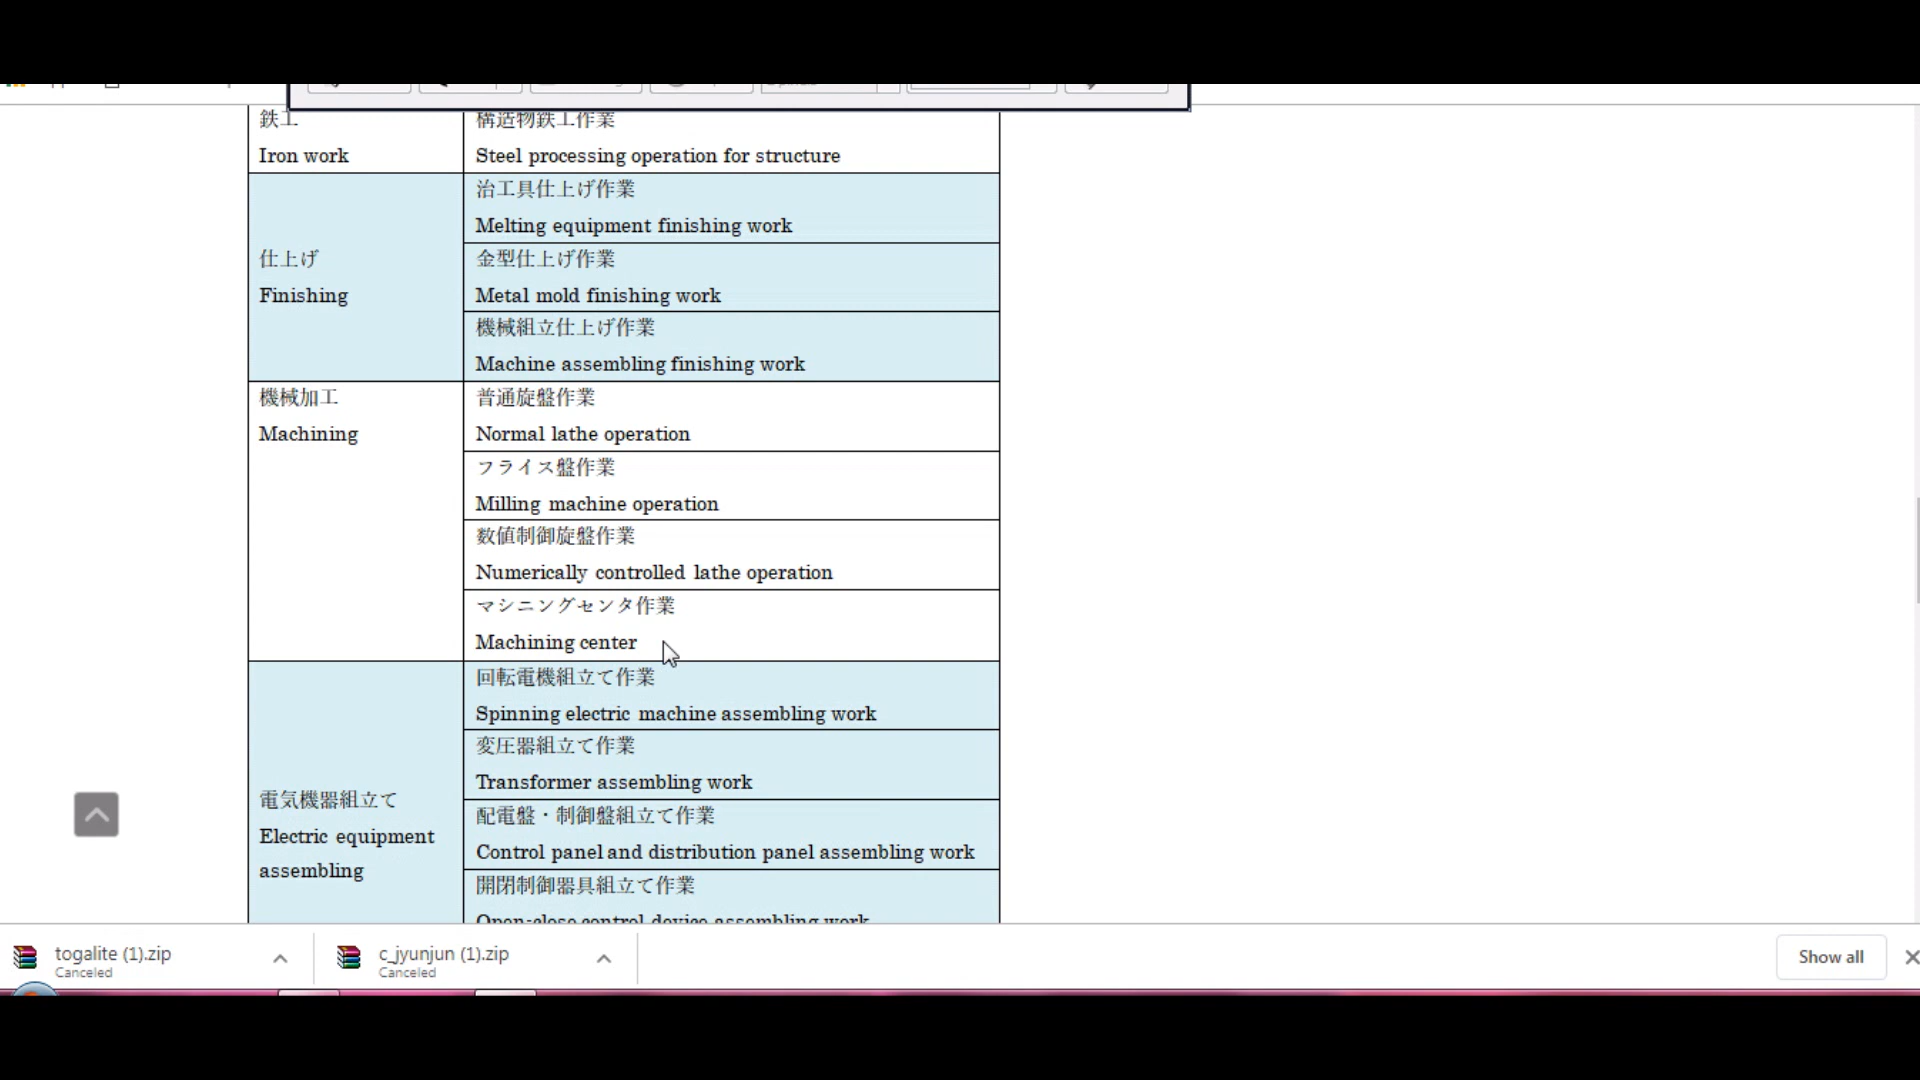 鉄工
構造物鉄工作業
Iron work
Steel processing operation for structure
治工具仕上げ作業
Melting equipment finishing work
仕上げ
金型仕上げ作業
Finishing
Metal mold finishing work
機械組立仕上げ作業
Machine assembling finishing work
機械加工
普通旋盤作業
Machining
Normal lathe operation
フライス盤作業
Milling machine operation
数値制御旋盤作業
Numerically controlled lathe operation
マシニングセンタ作業
Machining center
回転電機組立て作業
Spinning electric machine assembling work
変圧器組立て作業
Transformer assembling work
電気機器組立て
配電盤・制御盤組立て作業
Electric equipment
Control panel and distribution panel assembling work
assembling
開閉制御器具組立て作業
Open-close control device assembling work
togalite (1).zip
Canceled
c_jyunjun (1).zip
Canceled
Show all